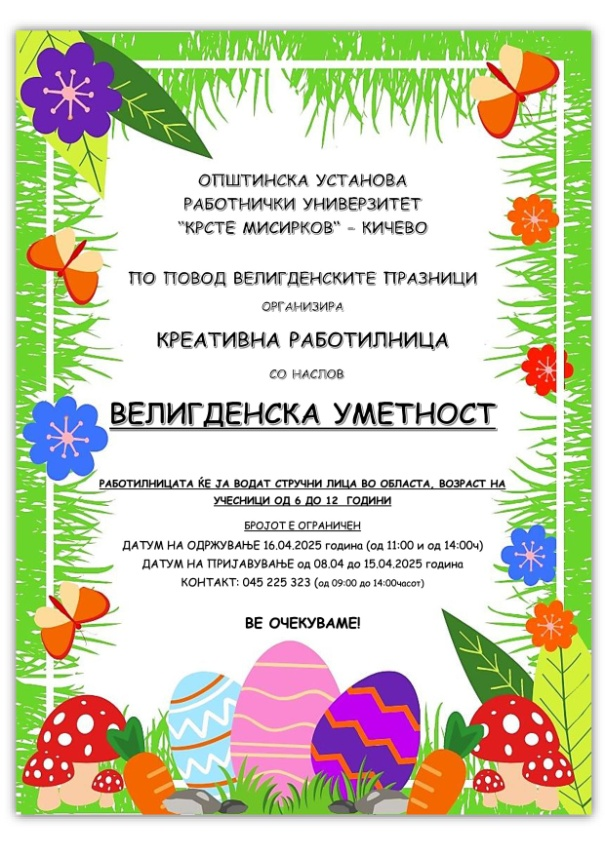 ОПШТИНСКА УСТАНОВА
РАБОТНИЧКИ УНИВЕРЗИТЕТ
“КРСТЕ МИСИРКОВ“ – КИЧЕВО
ПО ПОВОД ВЕЛИГДЕНСКИТЕ ПРАЗНИЦИ
ОРГАНИЗИРА
КРЕАТИВНА РАБОТИЛНИЦА
СО НАСЛОВ
ВЕЛИГДЕНСКА УМЕТНОСТ
РАБОТИЛНИЦАТА ЌЕ ЈА ВОДАТ СТРУЧНИ ЛИЦА ВО ОБЛАСТА, ВОЗРАСТ НА
УЧЕСНИЦИ ОД 6 ДО 12 ГОДИНИ
БРОЈОТ Е ОГРАНИЧЕН
ДАТУМ НА ОДРЖУВАЊЕ 16.04.2025 година (од 11:00 и од 14:00ч)
ДАТУМ НА ПРИЈАВУВАЊЕ од 08.04 до 15.04.2025 година
КОНТАКТ: 045 225 323 (од 09:00 до 14:00часот)
ВЕ ОЧЕКУВАМЕ!